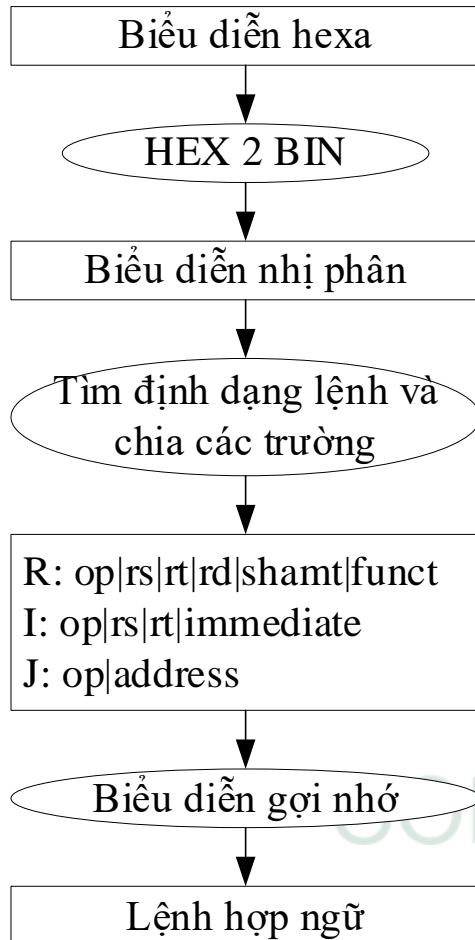 Biểu diễn hexa
HEX 2 BIN
Biểu diễn nhị phân
Tìm định dạng lệnh và
chia các trường
R: op|rs|rt|rd|shamt|funct
I: op|rs|rt|immediate
J: op|address
Biểu diễn gợi nhớ
Lệnh hợp ngữ